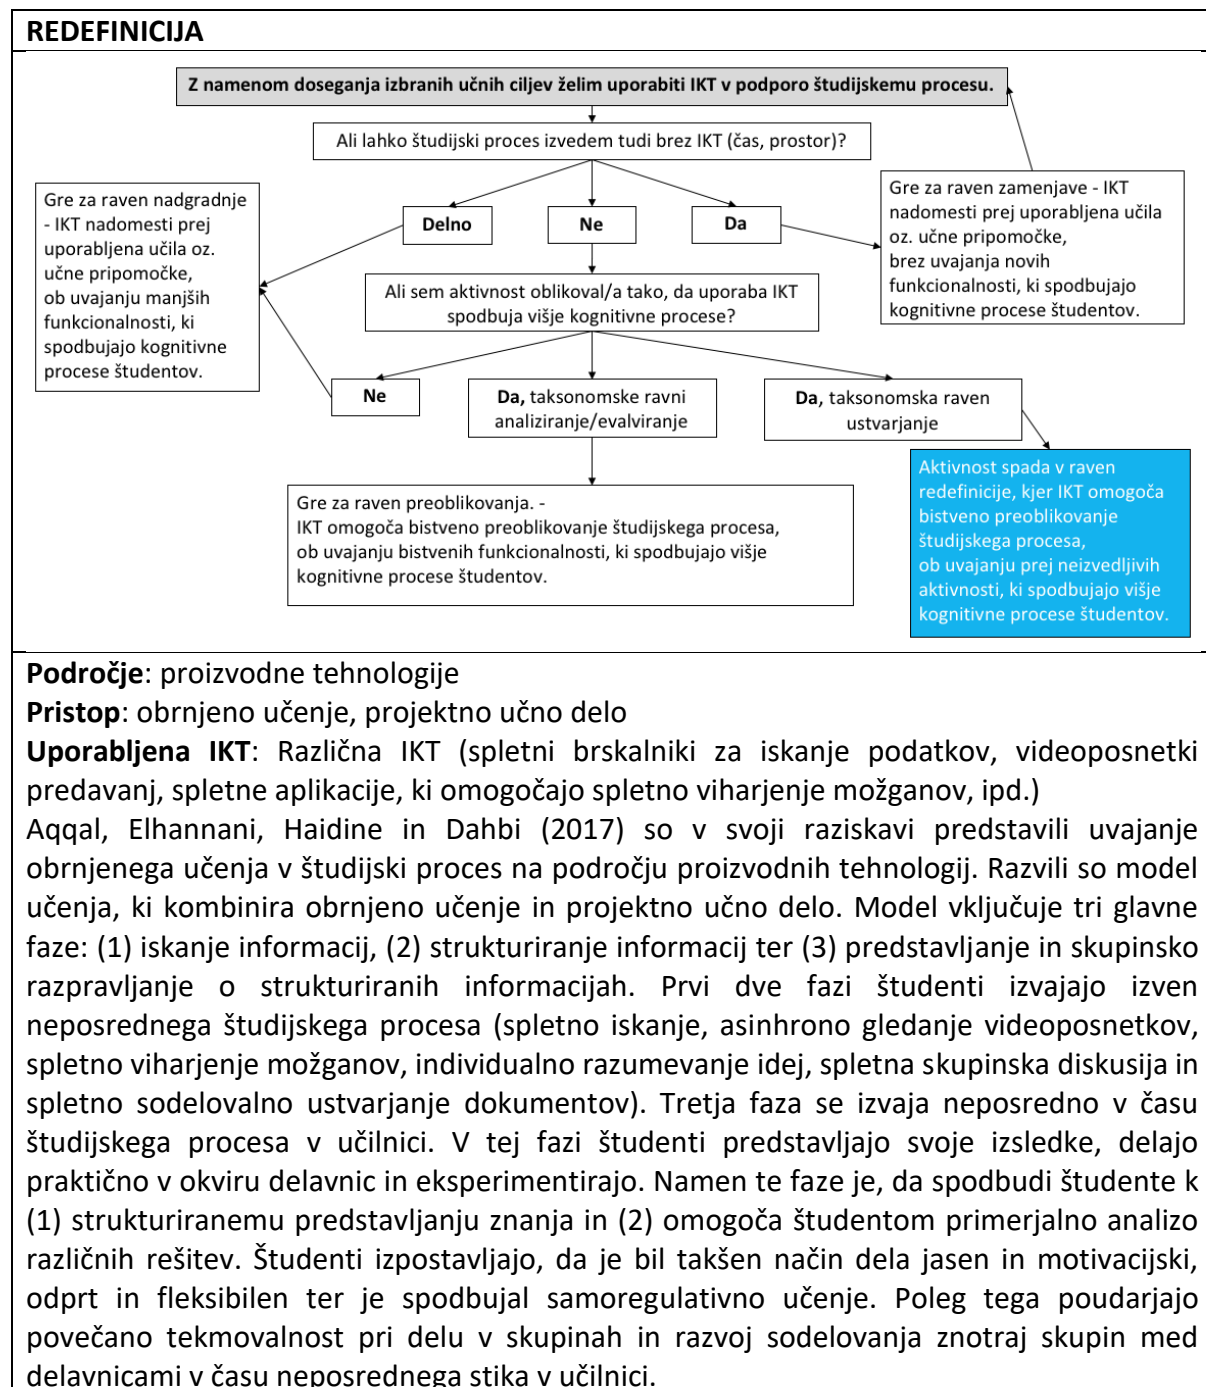 REDEFINICIJA
Z namenom doseganja izbranih učnih ciljev želim uporabiti IKT v podporo študijskemu procesu.
Ali lahko študijski proces izvedem tudi brez IKT (čas, prostor)?
Gre za raven nadgradnje
- IKT nadomesti prej
uporabljena učila oz.
učne pripomočke,
ob uvajanju manjših
funkcionalnosti, ki
spodbujajo kognitivne
procese študentov.
Delno
Ne
Da
Gre za raven zamenjave - IKT
nadomesti prej uporabljena učila
oz. učne pripomočke,
brez uvajanja novih
funkcionalnosti, ki spodbujajo
kognitivne procese študentov.
Ali sem aktivnost oblikoval/a tako, da uporaba IKT
spodbuja višje kognitivne procese?
Ne
Da, taksonomske ravni
analiziranje/evalviranje
Da, taksonomska raven
ustvarjanje
Gre za raven preoblikovanja. -
IKT omogoča bistveno preoblikovanje študijskega procesa,
ob uvajanju bistvenih funkcionalnosti, ki spodbujajo višje
kognitivne procese študentov.
Aktivnost spada v raven
redefinicije, kjer IKT omogoča
bistveno preoblikovanje
študijskega procesa,
ob uvajanju prej neizvedljivih
aktivnosti, ki spodbujajo višje
kognitivne procese študentov.
Področje: proizvodne tehnologije
Pristop: obrnjeno učenje, projektno učno delo
Uporabljena IKT: Različna IKT (spletni brskalniki za iskanje podatkov, videoposnetki
predavanj, spletne aplikacije, ki omogočajo spletno viharjenje možganov, ipd.)
Aqqal, Elhannani, Haidine in Dahbi (2017) so v svoji raziskavi predstavili uvajanje
obrnjenega učenja v študijski proces na področju proizvodnih tehnologij. Razvili so model
učenja, ki kombinira obrnjeno učenje in projektno učno delo. Model vključuje tri glavne
faze: (1) iskanje informacij, (2) strukturiranje informacij ter (3) predstavljanje in skupinsko
razpravljanje o strukturiranih informacijah. Prvi dve fazi študenti izvajajo izven
neposrednega študijskega procesa (spletno iskanje, asinhrono gledanje videoposnetkov,
spletno viharjenje možganov, individualno razumevanje idej, spletna skupinska diskusija in
spletno sodelovalno ustvarjanje dokumentov). Tretja faza se izvaja neposredno v času
študijskega procesa v učilnici. V tej fazi študenti predstavljajo svoje izsledke, delajo
praktično v okviru delavnic in eksperimentirajo. Namen te faze je, da spodbudi študente k
(1) strukturiranemu predstavljanju znanja in (2) omogoča študentom primerjalno analizo
različnih rešitev. Študenti izpostavljajo, da je bil takšen način dela jasen in motivacijski,
odprt in fleksibilen ter je spodbujal samoregulativno učenje. Poleg tega poudarjajo
povečano tekmovalnost pri delu v skupinah in razvoj sodelovanja znotraj skupin med
delavnicami v času neposrednega stika v učilnici.